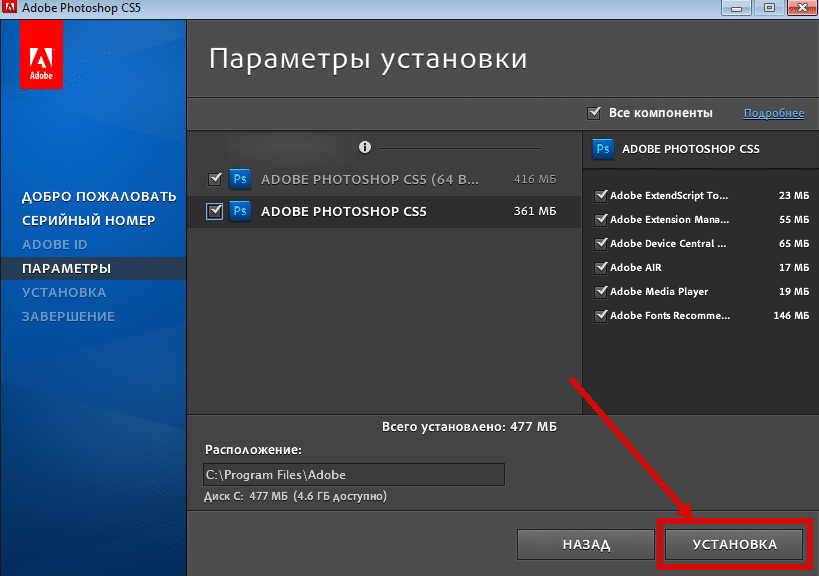 Adobe Photoshop CS5
Adobe
Параметры установки
Все компоненты
Подробнее
ДОБРО ПОЖАЛОВАТЬ
СЕРИЙНЫЙ НОМЕР
ADOBE ID
ПАРАМЕТРЫ
УСТАНОВКА
ЗАВЕРШЕНИЕ
Ps ADOBE PHOTOSHOP CS5 (64 B... 416 МБ
Ps ADOBE PHOTOSHOP CS5 361 МБ
Ps ADOBE PHOTOSHOP CS5
Adobe ExtendScript To... 23 МБ
Adobe Extension Mana... 55 МБ
Adobe Device Central ... 65 МБ
Adobe AIR 17 МБ
Adobe Media Player 19 МБ
Adobe Fonts Recomme... 146 МБ
Всего установлено: 477 МБ
Расположение:
C:\Program Files\Adobe
Диск C: 477 МБ (4.6 ГБ доступно)
НАЗАД
УСТАНОВКА